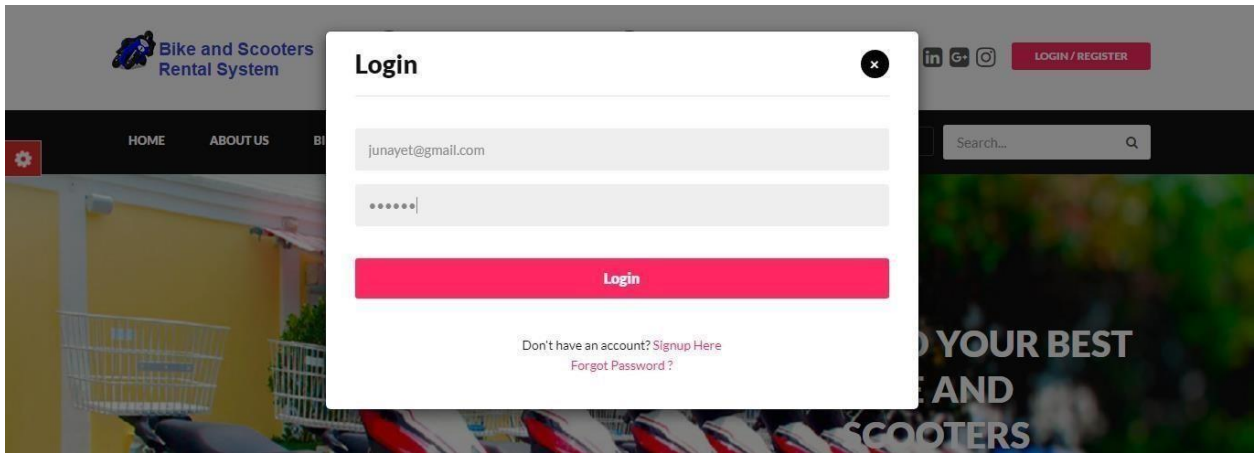 Bike and Scooters
Rental System
Login
×
in G+
LOGIN / REGISTER
HOME ABOUT US
Search...
junayet@gmail.com
••••••
Login
Don't have an account? Signup Here
Forgot Password ?
YOUR BEST
AND
SCOOTERS